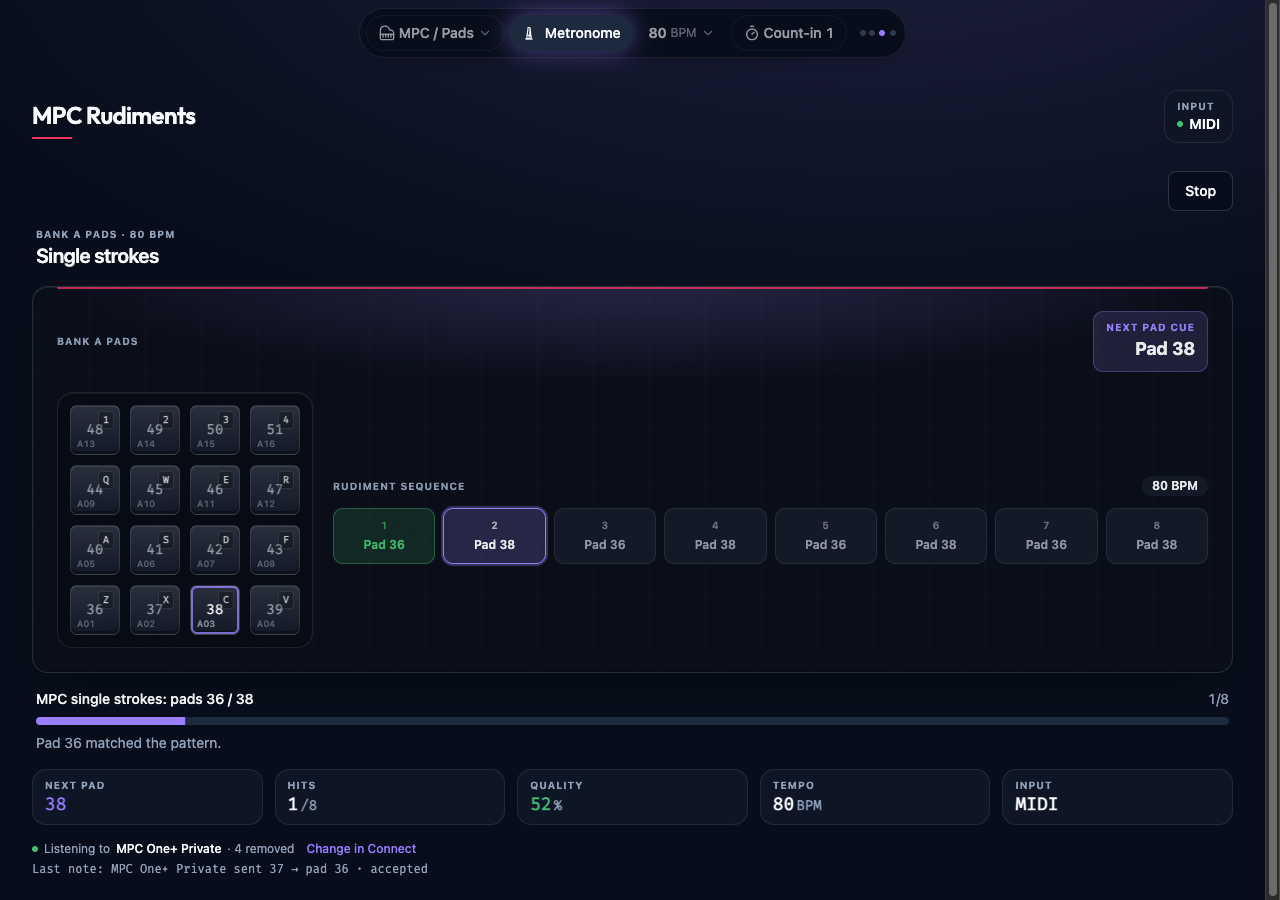 MPC / Pads
Metronome
80 BPM
Count-in 1
MPC Rudiments
INPUT
MIDI
Stop
BANK A PADS · 80 BPM
Single strokes
BANK A PADS
NEXT PAD CUE
Pad 38
48 1 A13
49 2 A14
50 3 A15
51 4 A16
44 Q A09
45 W A10
46 E A11
47 R A12
40 A A05
41 S A06
42 D A07
43 F A08
36 Z A01
37 X A02
38 C A03
39 V A04
RUDIMENT SEQUENCE
80 BPM
1 Pad 36
2 Pad 38
3 Pad 36
4 Pad 38
5 Pad 36
6 Pad 38
7 Pad 36
8 Pad 38
MPC single strokes: pads 36 / 38
1/8
Pad 36 matched the pattern.
NEXT PAD
38
HITS
1/8
QUALITY
52%
TEMPO
80 BPM
INPUT
MIDI
Listening to MPC One+ Private · 4 removed Change in Connect
Last note: MPC One+ Private sent 37 → pad 36 · accepted